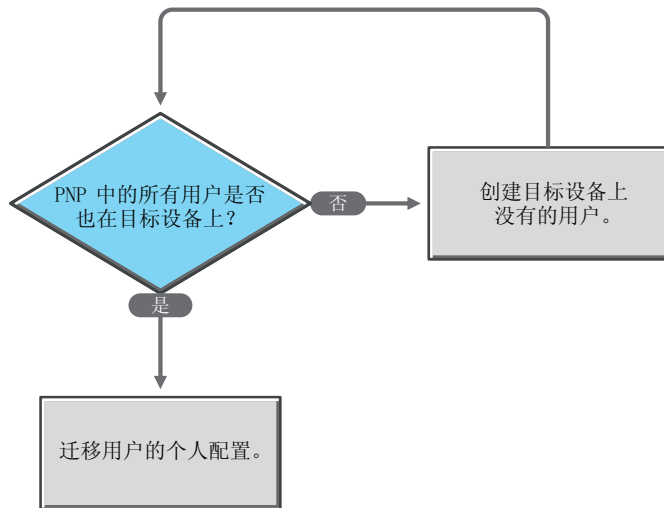 PNP 中的所有用户是否
也在目标设备上？
否
创建目标设备上
没有的用户。
是
迁移用户的个人配置。